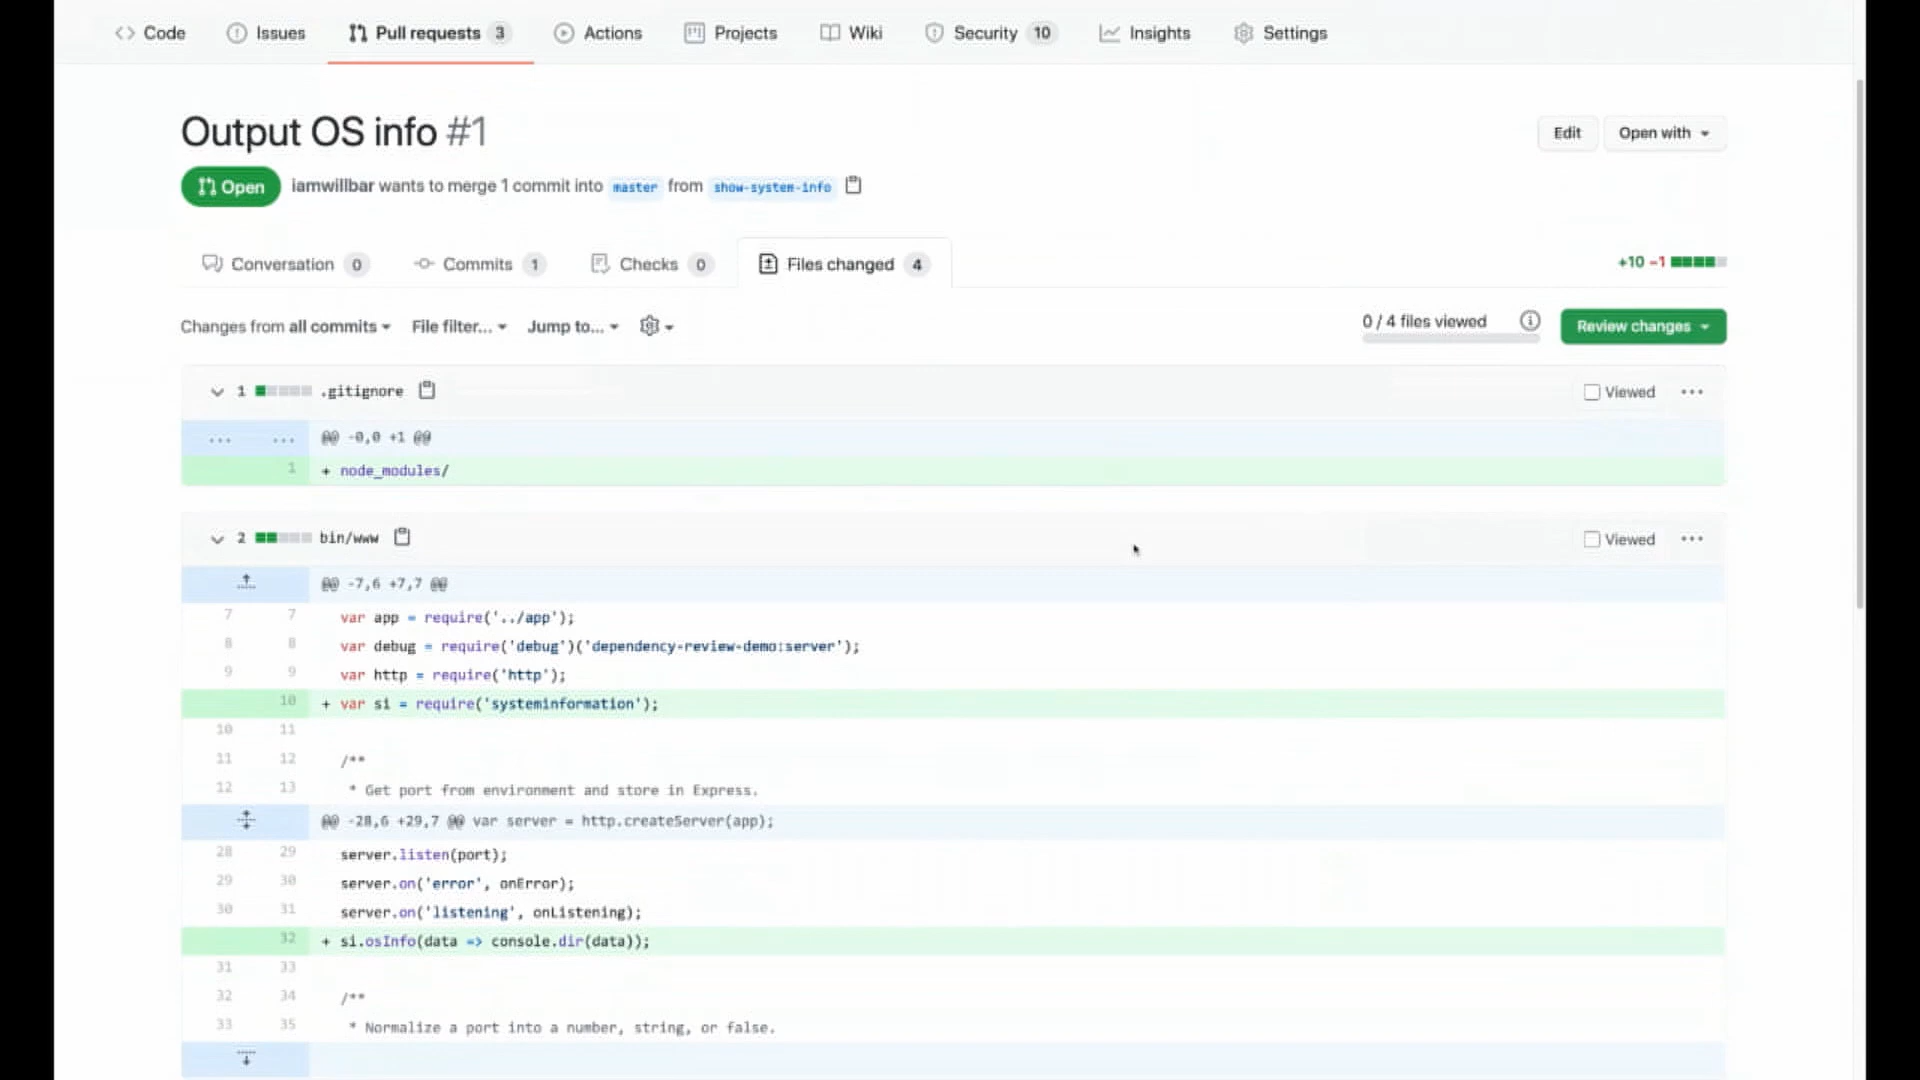 Code Issues Pull requests 3 Actions Projects Wiki Security 10 Insights Settings
Output OS info #1
Edit Open with
Open iamwillbar wants to merge 1 commit into master from show-system-info
Conversation 0 Commits 1 Checks 0 Files changed 4
+10 −1
Changes from all commits File filter... Jump to...
0 / 4 files viewed Review changes
1 .gitignore Viewed ...
... ... @@ -0,0 +1 @@
1 + node_modules/
2 bin/www Viewed ...
@@ -7,6 +7,7 @@
7 7 var app = require('../app');
8 8 var debug = require('debug')('dependency-review-demo:server');
9 9 var http = require('http');
10 + var si = require('systeminformation');
10 11
11 12 /**
12 13 * Get port from environment and store in Express.
@@ -28,6 +29,7 @@ var server = http.createServer(app);
28 29 server.listen(port);
29 30 server.on('error', onError);
30 31 server.on('listening', onListening);
32 + si.osInfo(data => console.dir(data));
31 33
32 34 /**
33 35 * Normalize a port into a number, string, or false.